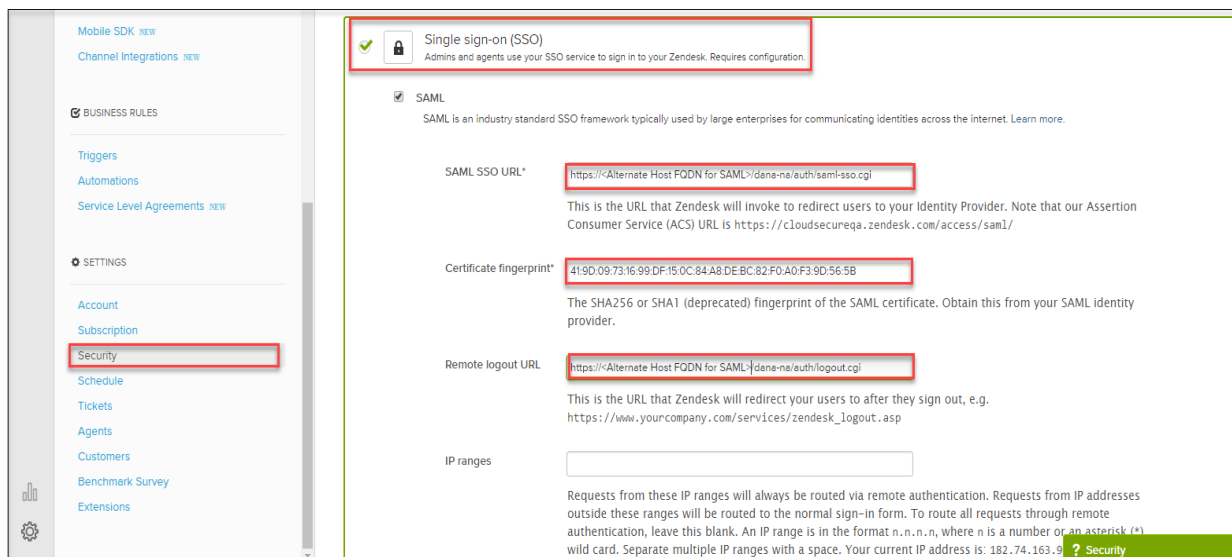 Mobile SDK NEW
Channel Integrations NEW
BUSINESS RULES
Triggers
Automations
Service Level Agreements NEW
SETTINGS
Account
Subscription
Security
Schedule
Tickets
Agents
Customers
Benchmark Survey
Extensions
Single sign-on (SSO)
Admins and agents use your SSO service to sign in to your Zendesk. Requires configuration.
SAML
SAML is an industry standard SSO framework typically used by large enterprises for communicating identities across the internet. Learn more.
SAML SSO URL*
https://<Alternate Host FQDN for SAML>/dana-na/auth/saml-sso.cgi
This is the URL that Zendesk will invoke to redirect users to your Identity Provider. Note that our Assertion
Consumer Service (ACS) URL is https://cloudsecureqa.zendesk.com/access/saml/
Certificate fingerprint*
41:9D:09:73:16:99:DF:15:0C:84:A8:DE:BC:82:F0:A0:F3:9D:56:5B
The SHA256 or SHA1 (deprecated) fingerprint of the SAML certificate. Obtain this from your SAML identity
provider.
Remote logout URL
https://<Alternate Host FQDN for SAML>/dana-na/auth/logout.cgi
This is the URL that Zendesk will redirect your users to after they sign out, e.g.
https://www.yourcompany.com/services/zendesk_logout.asp
IP ranges
Requests from these IP ranges will always be routed via remote authentication. Requests from IP addresses
outside these ranges will be routed to the normal sign-in form. To route all requests through remote
authentication, leave this blank. An IP range is in the format n.n.n.n, where n is a number or an asterisk (*)
wild card. Separate multiple IP ranges with a space. Your current IP address is: 182.74.163.9
? Security